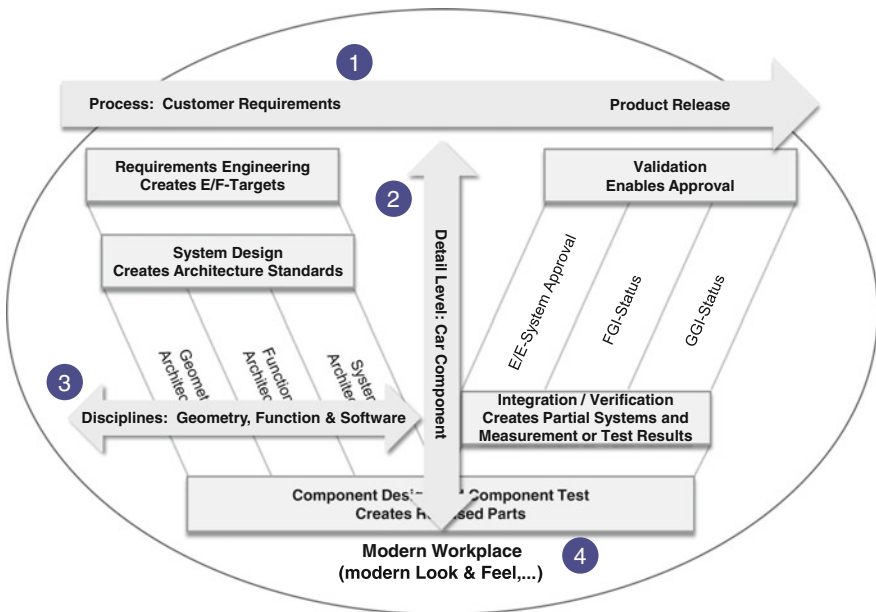 1
Process: Customer Requirements
Product Release
Requirements Engineering
Creates E/F-Targets
Validation
Enables Approval
2
System Design
Creates Architecture Standards
Detail Level: Car Component
E/E-System Approval
FGI-Status
GGI-Status
3
Disciplines: Geometry, Function & Software
Integration / Verification
Creates Partial Systems and
Measurement or Test Results
Component Component Test
Creates Parts
Modern Workplace
(modern Look & Feel,...)
4